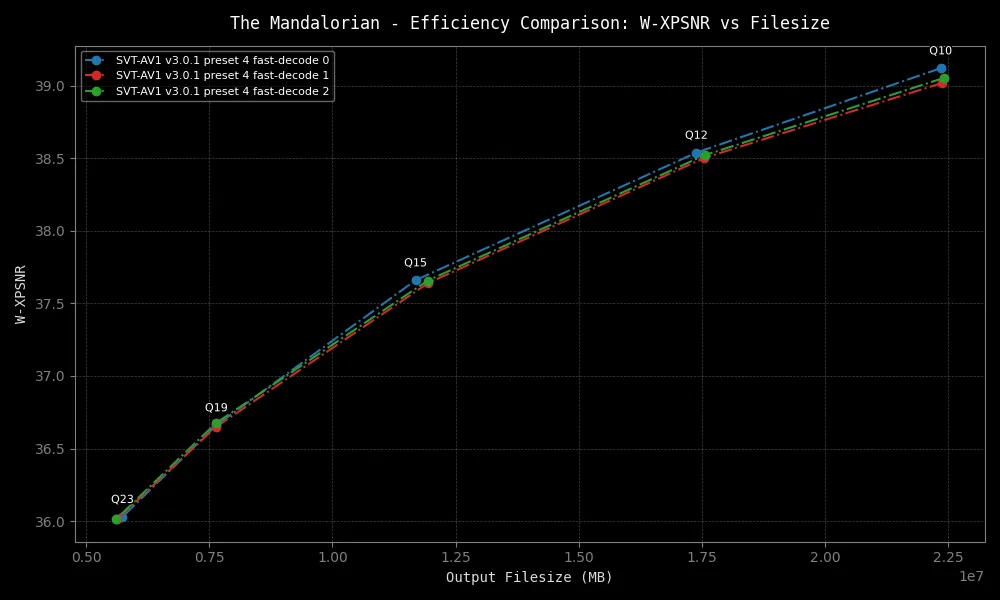 The Mandalorian - Efficiency Comparison: W-XPSNR vs Filesize
SVT-AV1 v3.0.1 preset 4 fast-decode 0
SVT-AV1 v3.0.1 preset 4 fast-decode 1
SVT-AV1 v3.0.1 preset 4 fast-decode 2
Q10
Q12
Q15
Q19
Q23
39.0
38.5
38.0
37.5
37.0
36.5
36.0
W-XPSNR
0.50 0.75 1.00 1.25 1.50 1.75 2.00 2.25
1e7
Output Filesize (MB)